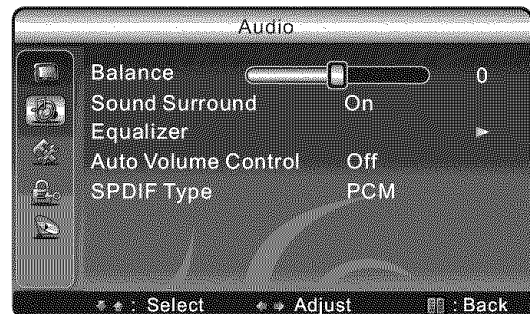 Audio
Balance 0
Sound Surround On
Equalizer
Auto Volume Control Off
SPDIF Type PCM
: Select Adjust : Back